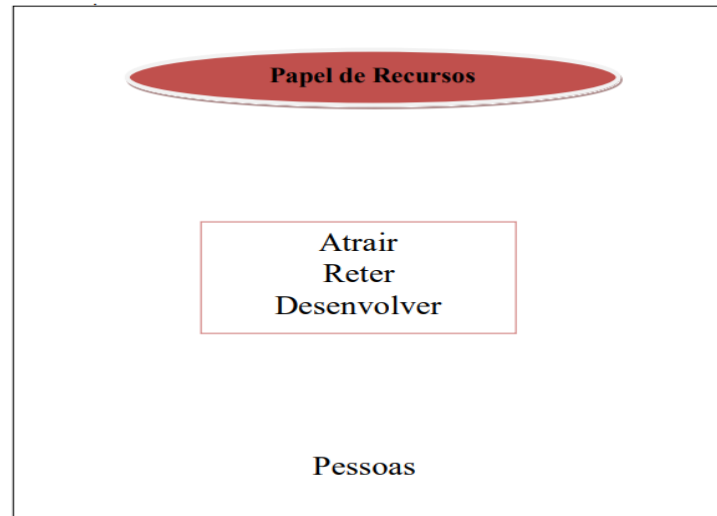 Papel de Recursos
Atrair
Reter
Desenvolver
Pessoas